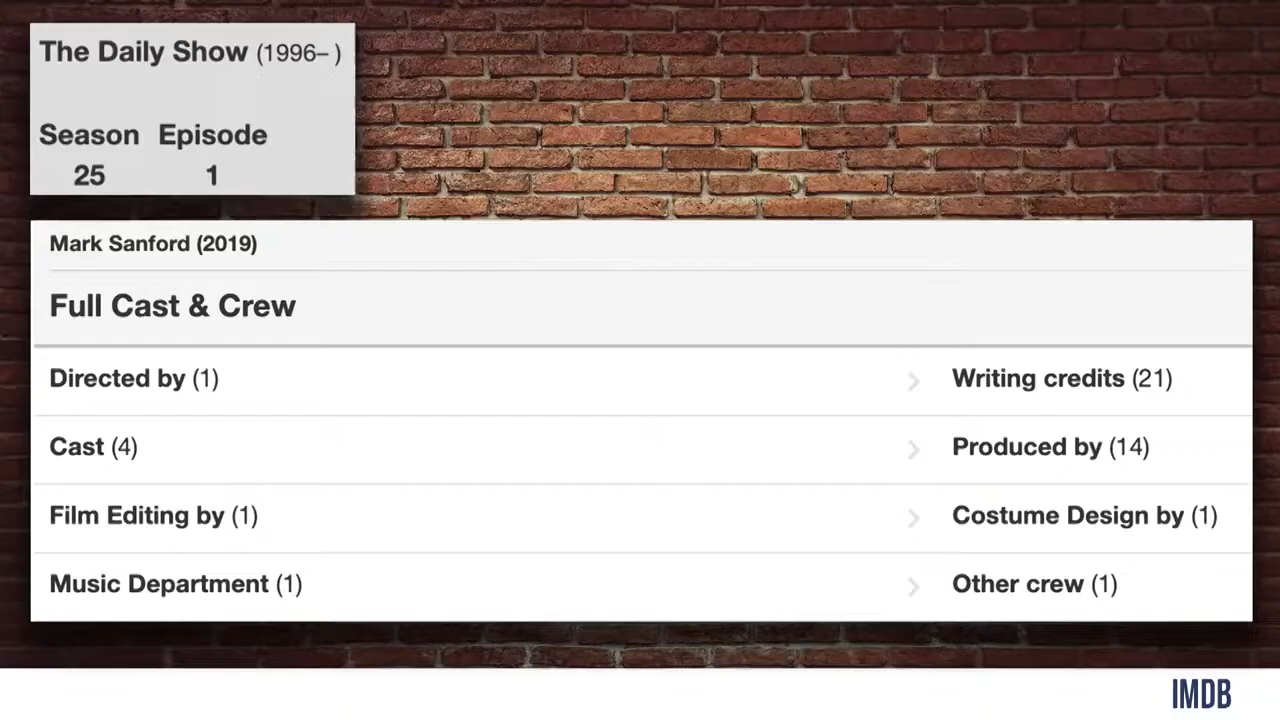 The Daily Show (1996– )
Season Episode
25 1
Mark Sanford (2019)
Full Cast & Crew
Directed by (1)
Writing credits (21)
Cast (4)
Produced by (14)
Film Editing by (1)
Costume Design by (1)
Music Department (1)
Other crew (1)
IMDB